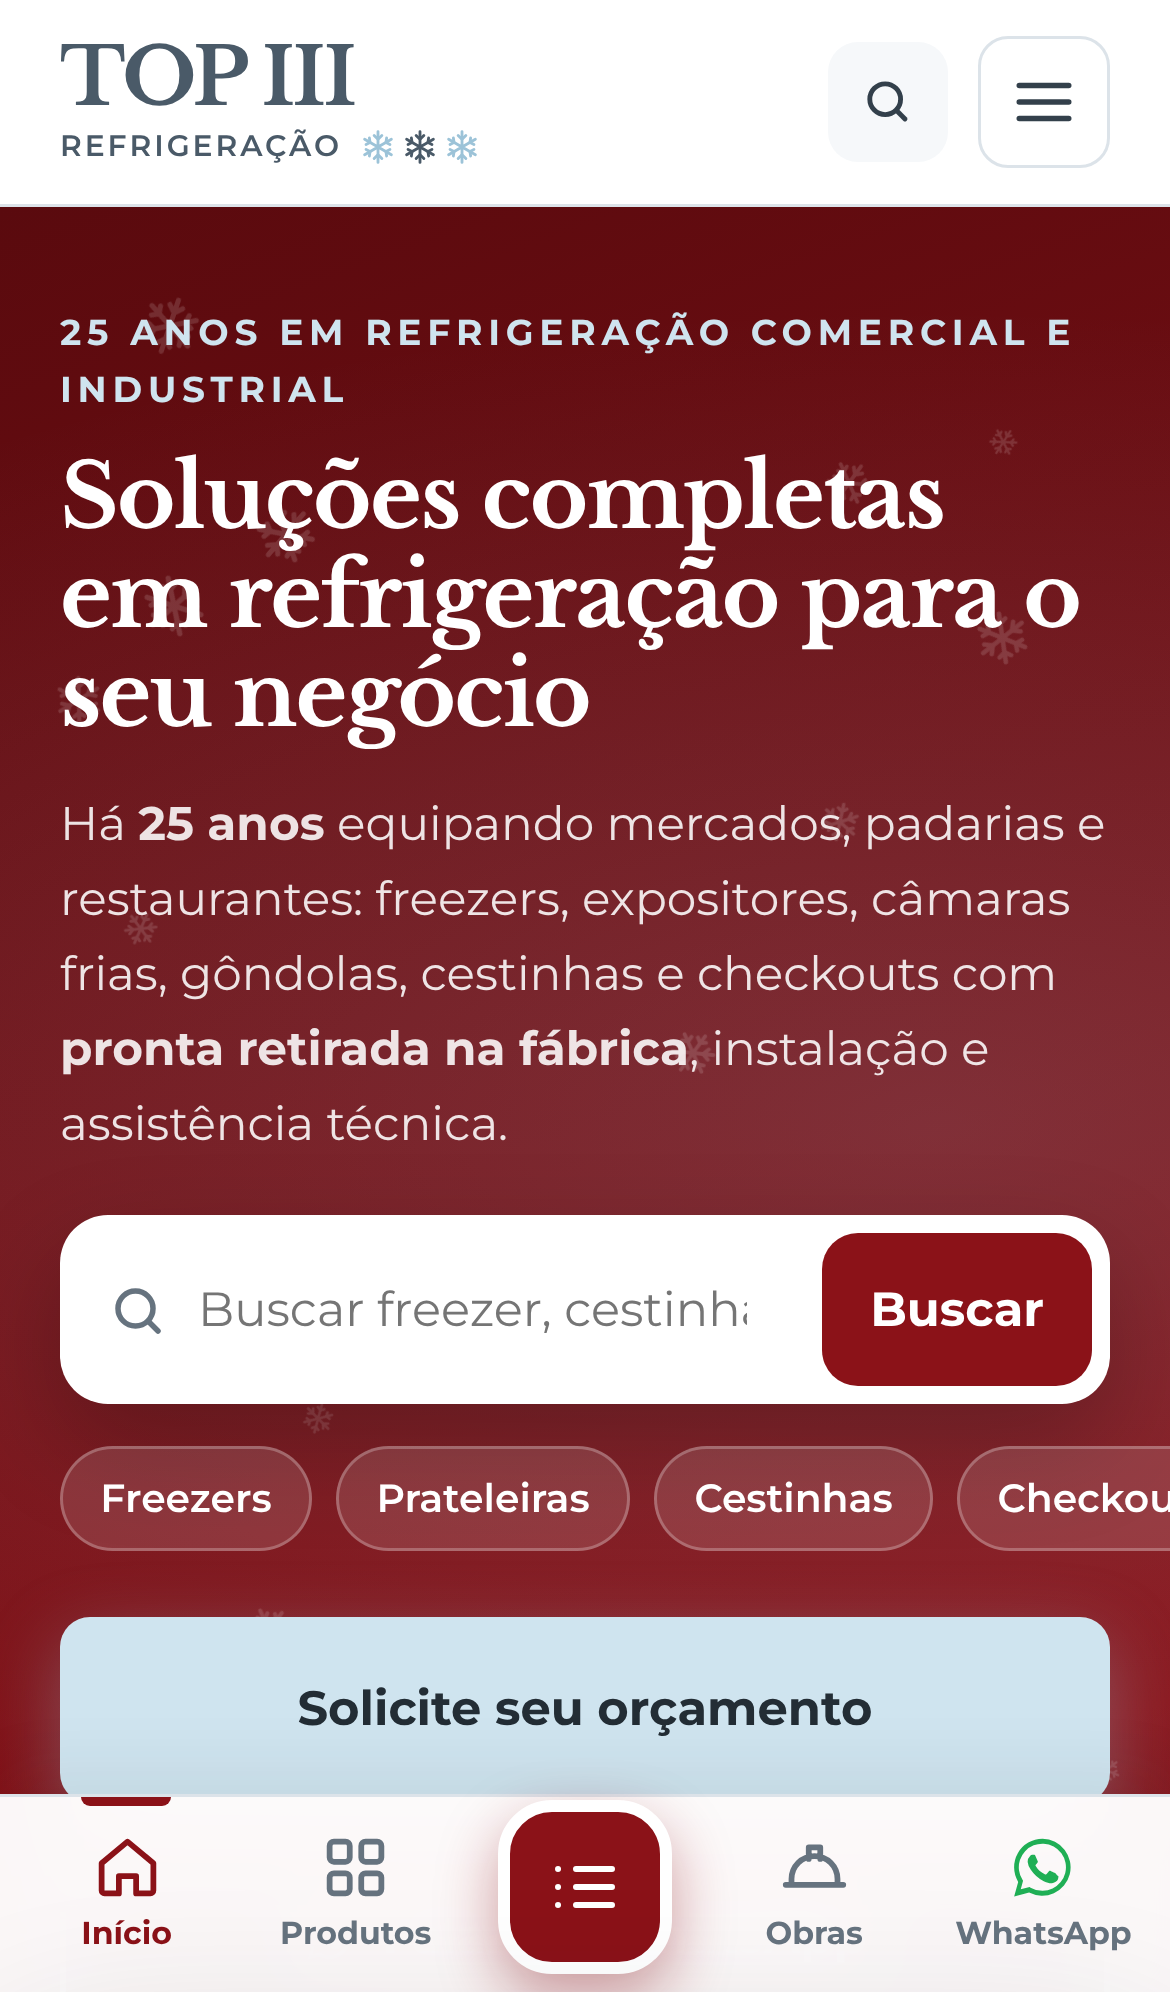 TOP III
REFRIGERAÇÃO
25 ANOS EM REFRIGERAÇÃO COMERCIAL E
INDUSTRIAL
Soluções completas
em refrigeração para o
seu negócio
Há 25 anos equipando mercados, padarias e
restaurantes: freezers, expositores, câmaras
frias, gôndolas, cestinhas e checkouts com
pronta retirada na fábrica, instalação e
assistência técnica.
Buscar freezer, cestinha
Buscar
Freezers
Prateleiras
Cestinhas
Checkou
Solicite seu orçamento
Início
Produtos
Obras
WhatsApp